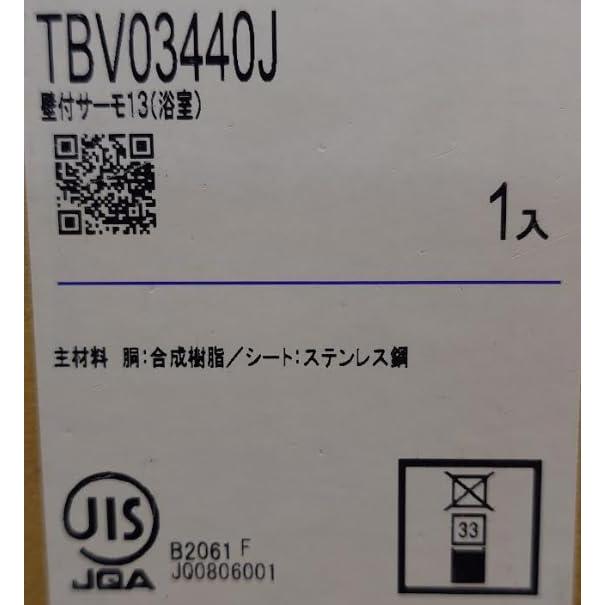 TBV03440J
壁付サーモ13(浴室)
1入
主材料 胴:合成樹脂/シート:ステンレス鋼
JIS
JQA
B2061 F
JQ0806001
33